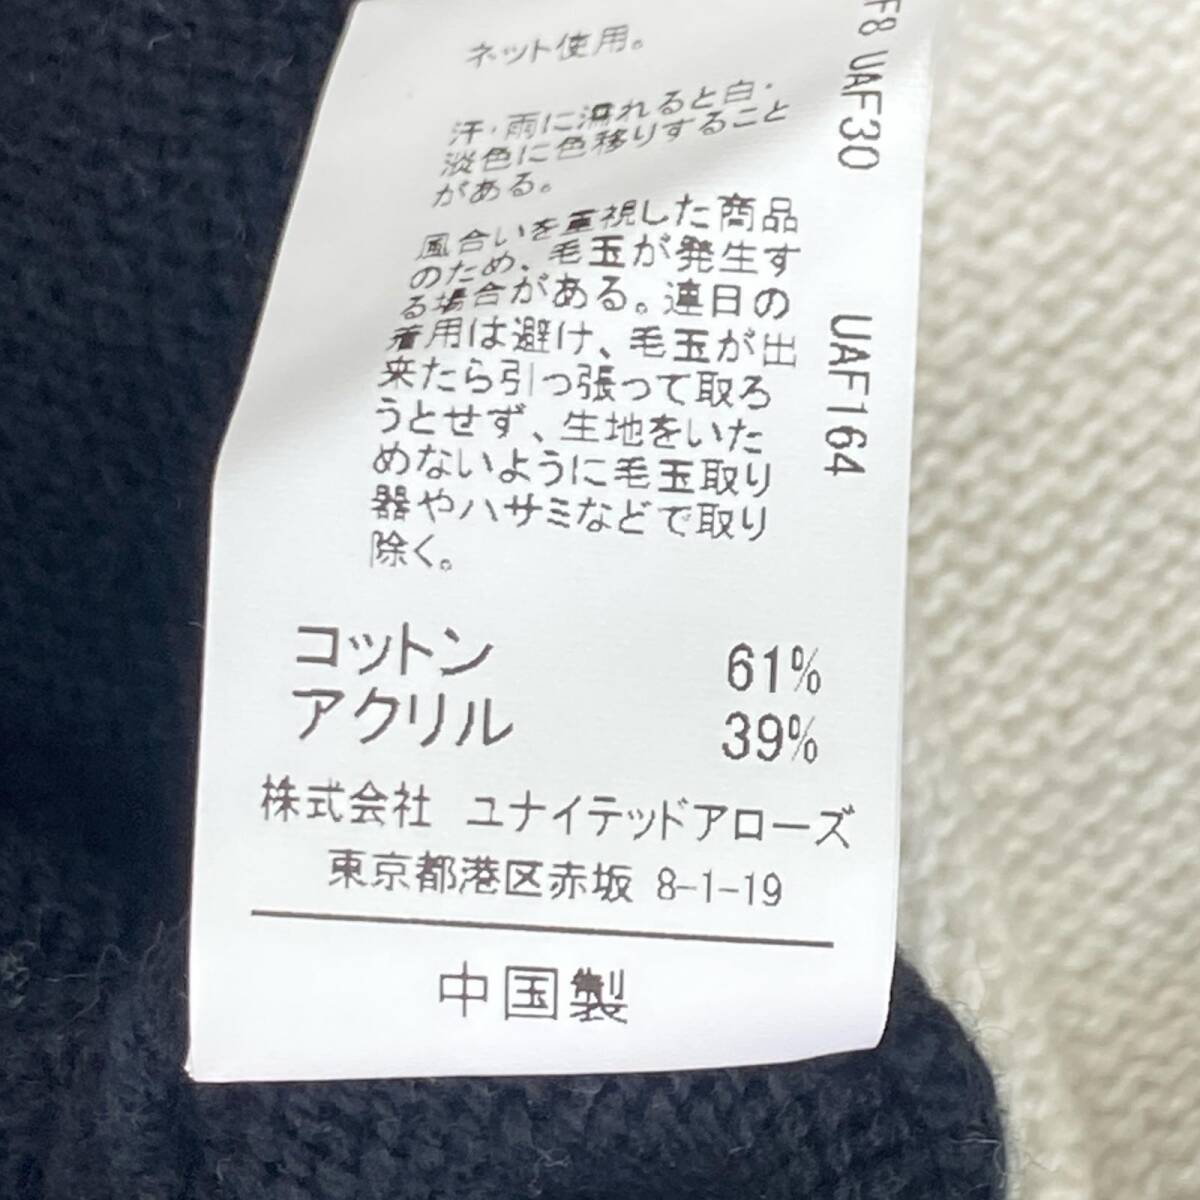 ネット使用。
汗・雨に濡れると白・
淡色に色移りすること
がある。
風合いを重視した商品
のため、毛玉が発生す
る場合がある。連日の
着用は避け、毛玉が出
来たら引っ張って取ろ
うとせず、生地をいた
めないように毛玉取り
器やハサミなどで取り
除く。
コットン 61%
アクリル 39%
株式会社 ユナイテッドアローズ
東京都港区赤坂 8-1-19
中国製
F8 UAF30 UAF164